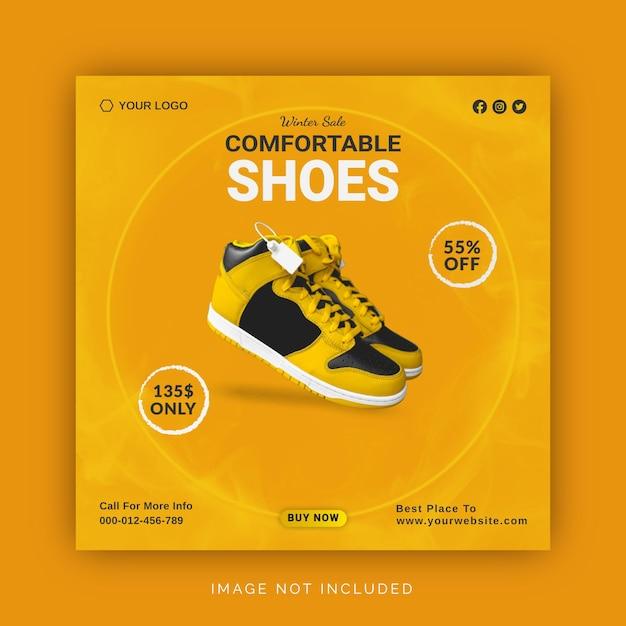 YOUR LOGO
Winter Sale
COMFORTABLE
SHOES
55%
OFF
135$
ONLY
Call For More Info
000-012-456-789
BUY NOW
Best Place To
www.yourwebsite.com
IMAGE NOT INCLUDED